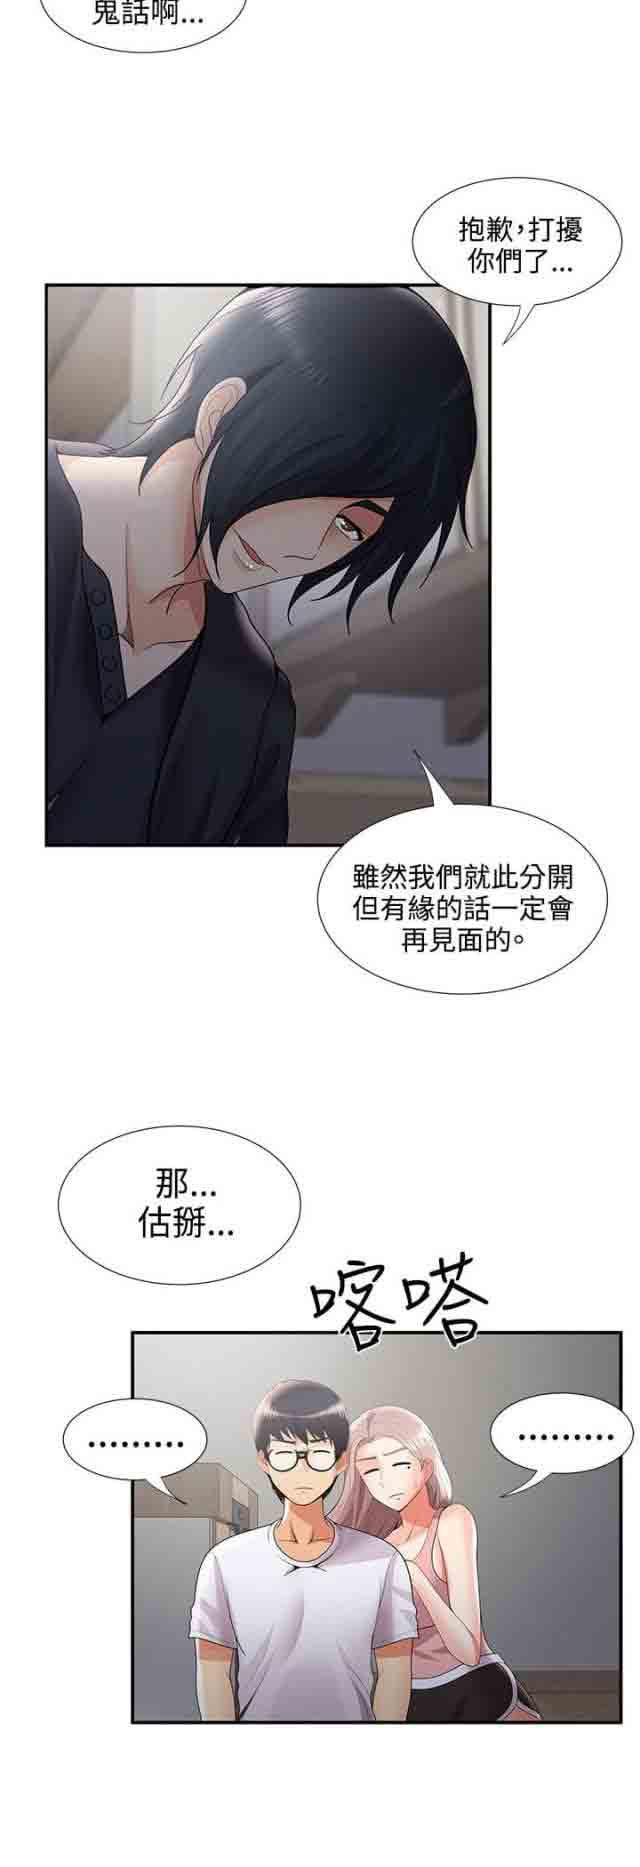 鬼話啊...
抱歉,打擾
你們了...
雖然我們就此分開
但有緣的話一定會
再見面的。
那...
估掰...
喀嗒
………
………